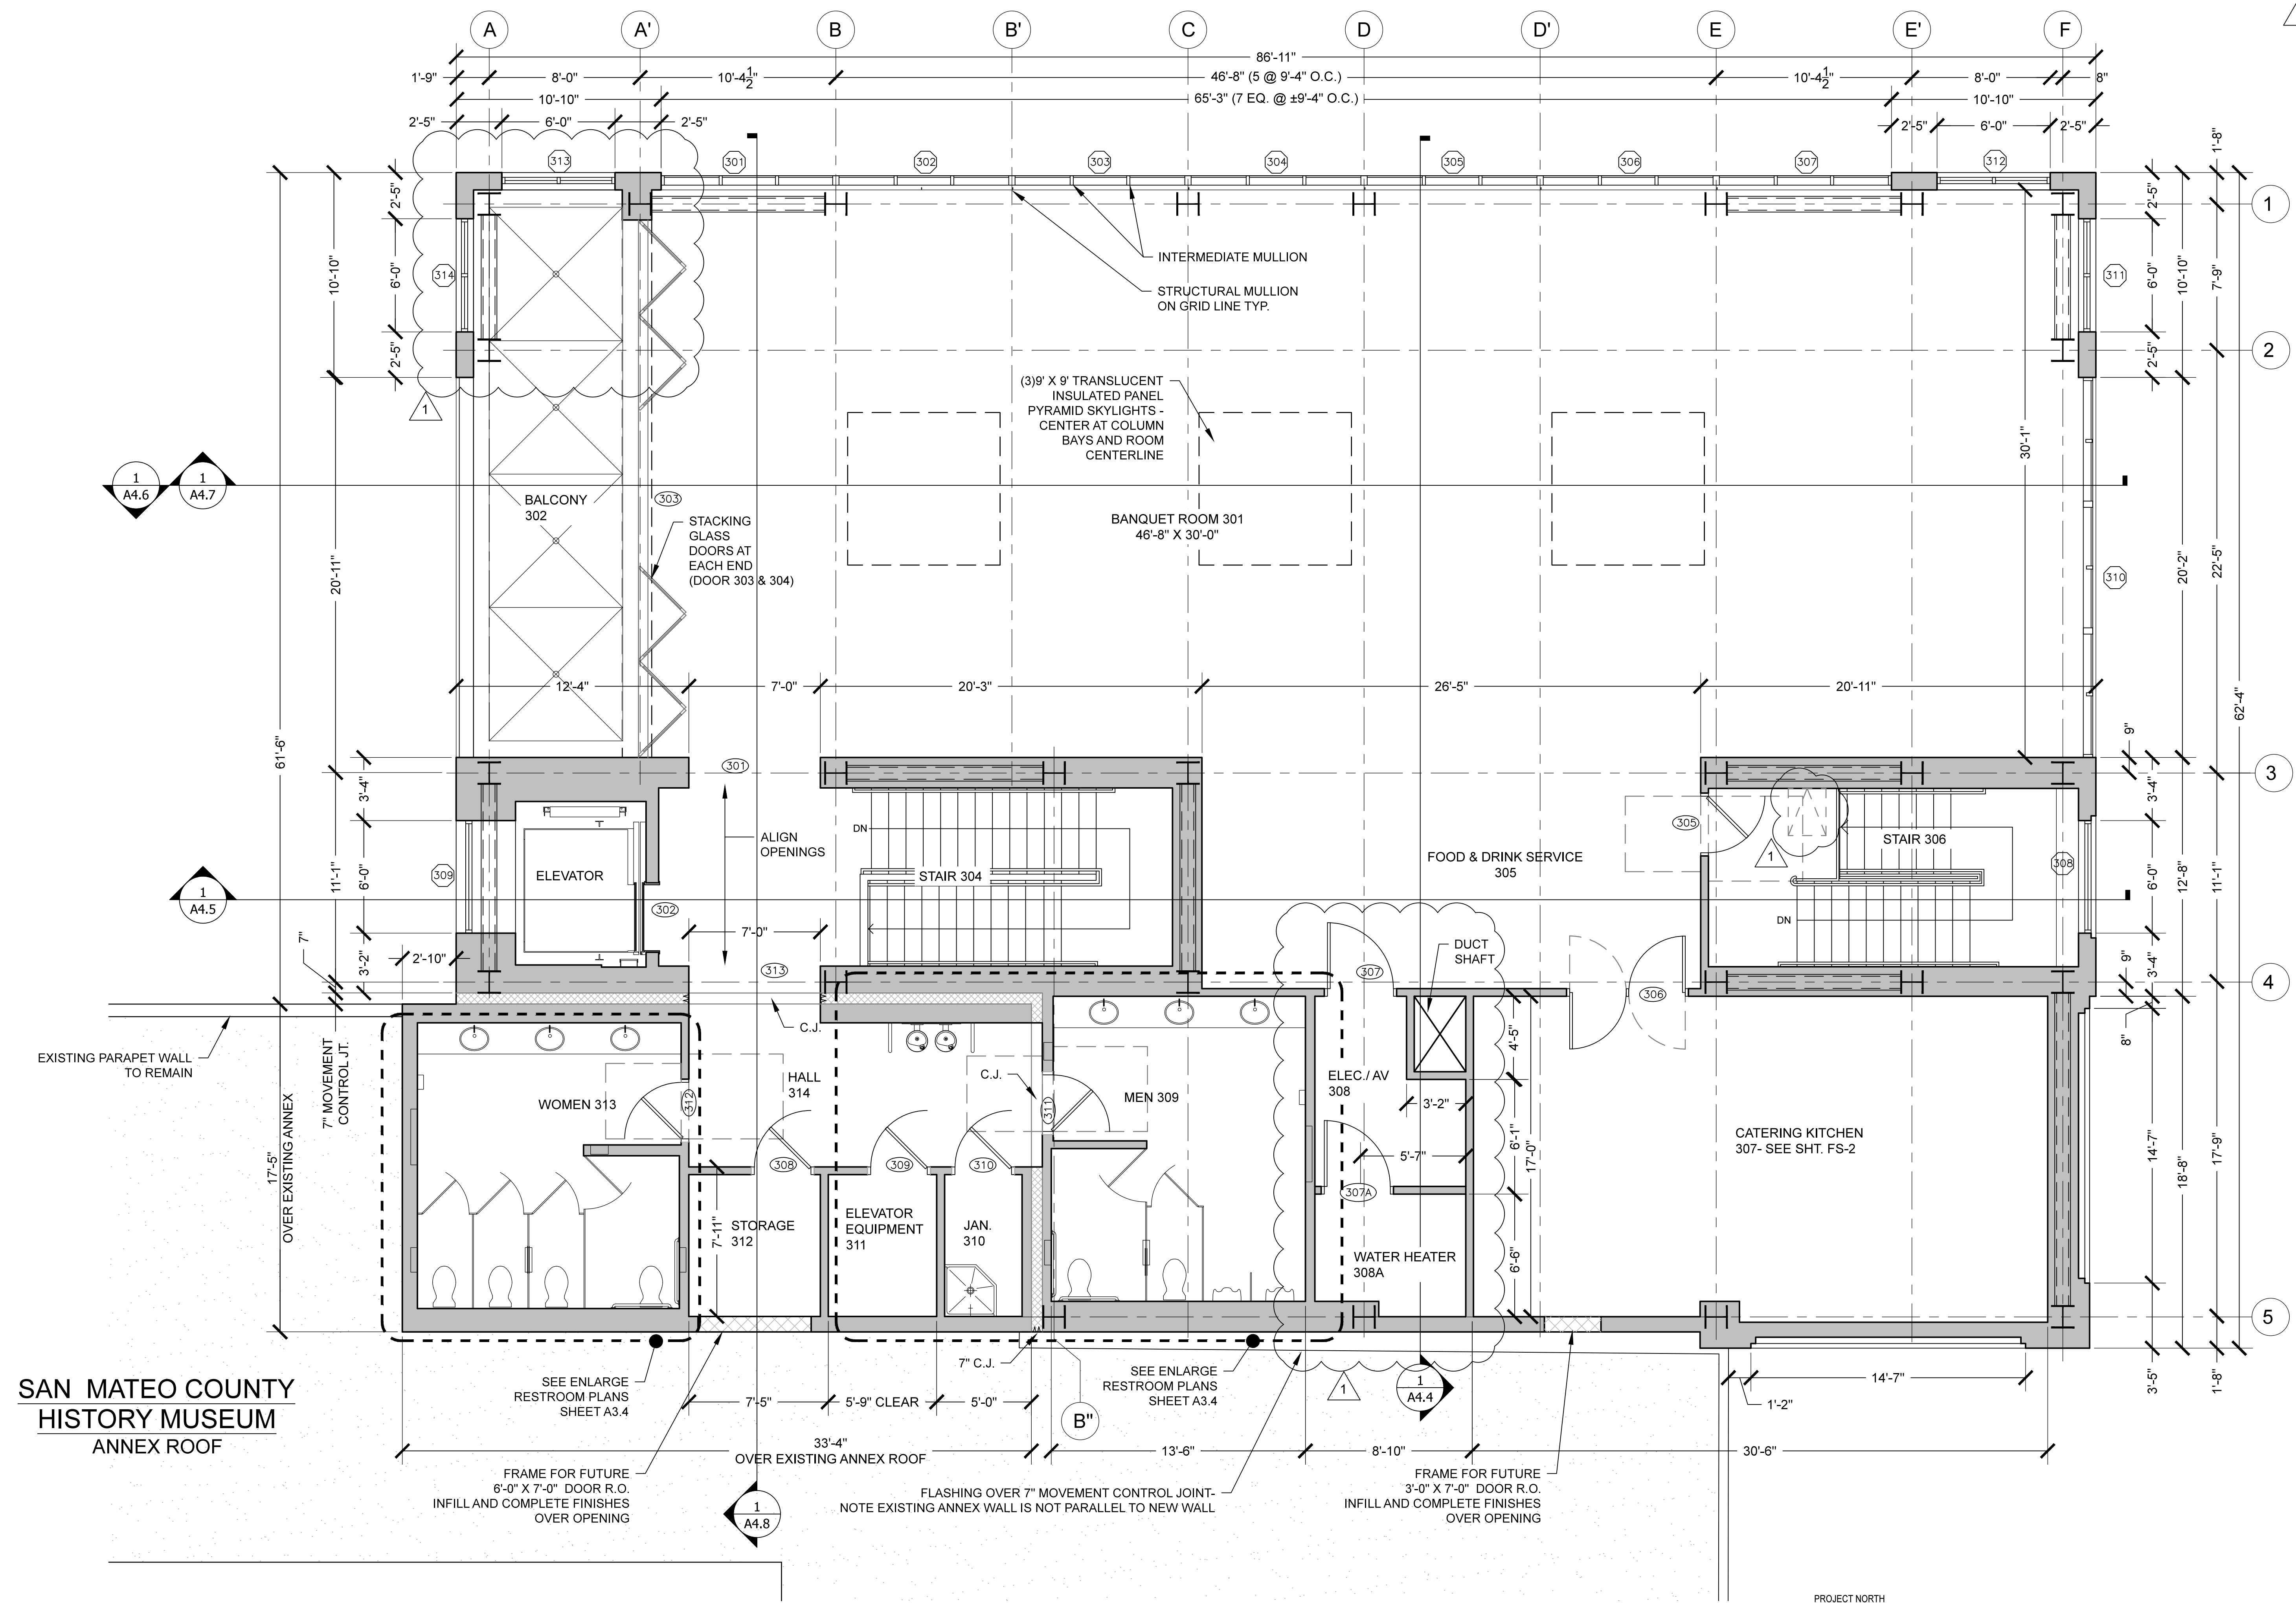 A A' B B' C D D' E E' F
86'-11"
1'-9" 8'-0" 10'-4 1/2" 46'-8" (5 @ 9'-4" O.C.) 10'-4 1/2" 8'-0" 8"
10'-10" 65'-3" (7 EQ. @ ±9'-4" O.C.) 10'-10"
2'-5" 6'-0" 2'-5" 2'-5" 6'-0" 2'-5"
313 301 302 303 304 305 306 307 312
1'-8"
2'-5" 2'-5"
1
INTERMEDIATE MULLION
314 311
10'-10" 6'-0" 6'-0" 10'-10" 7'-9"
STRUCTURAL MULLION
ON GRID LINE TYP.
2'-5" 2'-5"
2
1
(3)9' X 9' TRANSLUCENT
INSULATED PANEL
PYRAMID SKYLIGHTS -
CENTER AT COLUMN
BAYS AND ROOM
CENTERLINE
30'-1"
1
A4.6
1
A4.7
BALCONY
302
303
STACKING
GLASS
DOORS AT
EACH END
(DOOR 303 & 304)
BANQUET ROOM 301
46'-8" X 30'-0"
20'-11" 20'-2" 22'-5"
310
12'-4" 7'-0" 20'-3" 26'-5" 20'-11"
61'-6" 62'-4"
9"
301
3
3'-4" 3'-4"
ALIGN
OPENINGS
DN
305
STAIR 306
1
FOOD & DRINK SERVICE
305
308
309
ELEVATOR
STAIR 304
11'-1" 6'-0" 6'-0" 12'-8" 11'-1"
1
A4.5
302
DN
7'-0"
DUCT
SHAFT
7" 3'-2" 2'-10"
313
307
306
9" 3'-4"
4
C.J.
8"
EXISTING PARAPET WALL
TO REMAIN
7" MOVEMENT
CONTROL JT.
4'-5"
HALL
314
C.J.
ELEC./ AV
308
WOMEN 313
312
311
MEN 309
3'-2"
CATERING KITCHEN
307- SEE SHT. FS-2
17'-5"
OVER EXISTING ANNEX
308 309 310
5'-7"
6'-1" 17'-0"
307A
14'-7" 18'-8" 17'-9"
7'-11"
STORAGE
312
ELEVATOR
EQUIPMENT
311
JAN.
310
WATER HEATER
308A
6'-6"
5
7" C.J.
SEE ENLARGE
RESTROOM PLANS
SHEET A3.4
SEE ENLARGE
RESTROOM PLANS
SHEET A3.4
1
1
A4.4
14'-7"
1'-2"
3'-5" 1'-8"
7'-5" 5'-9" CLEAR 5'-0"
B"
SAN MATEO COUNTY
HISTORY MUSEUM
ANNEX ROOF
33'-4"
OVER EXISTING ANNEX ROOF
13'-6" 8'-10" 30'-6"
FRAME FOR FUTURE
6'-0" X 7'-0" DOOR R.O.
INFILL AND COMPLETE FINISHES
OVER OPENING
1
A4.8
FLASHING OVER 7" MOVEMENT CONTROL JOINT-
NOTE EXISTING ANNEX WALL IS NOT PARALLEL TO NEW WALL
FRAME FOR FUTURE
3'-0" X 7'-0" DOOR R.O.
INFILL AND COMPLETE FINISHES
OVER OPENING
PROJECT NORTH